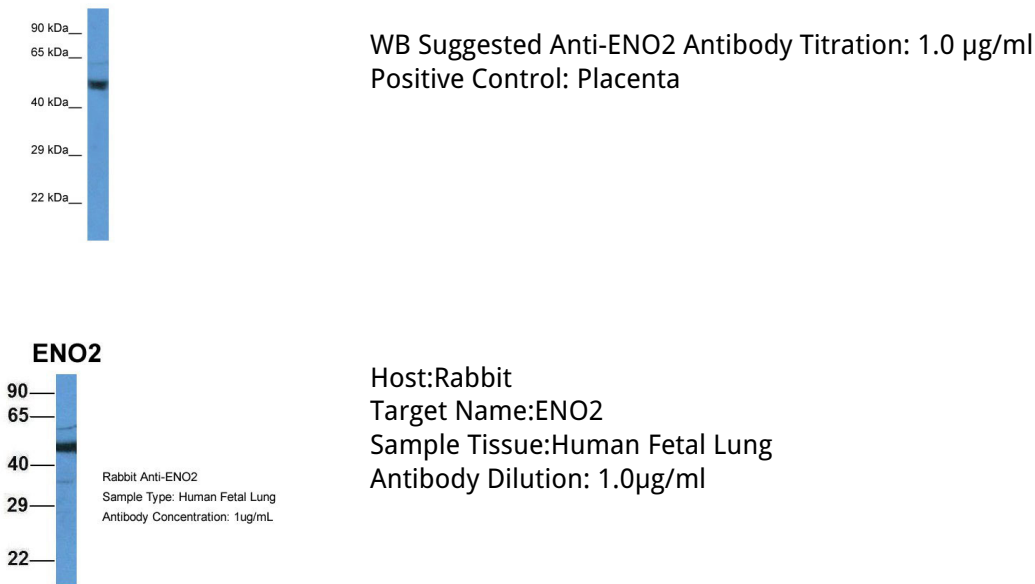 90 kDa__
65 kDa__
40 kDa__
29 kDa__
22 kDa__
WB Suggested Anti-ENO2 Antibody Titration: 1.0 μg/ml
Positive Control: Placenta
ENO2
90
65
40
29
22
Rabbit Anti-ENO2
Sample Type: Human Fetal Lung
Antibody Concentration: 1ug/mL
Host:Rabbit
Target Name:ENO2
Sample Tissue:Human Fetal Lung
Antibody Dilution: 1.0μg/ml